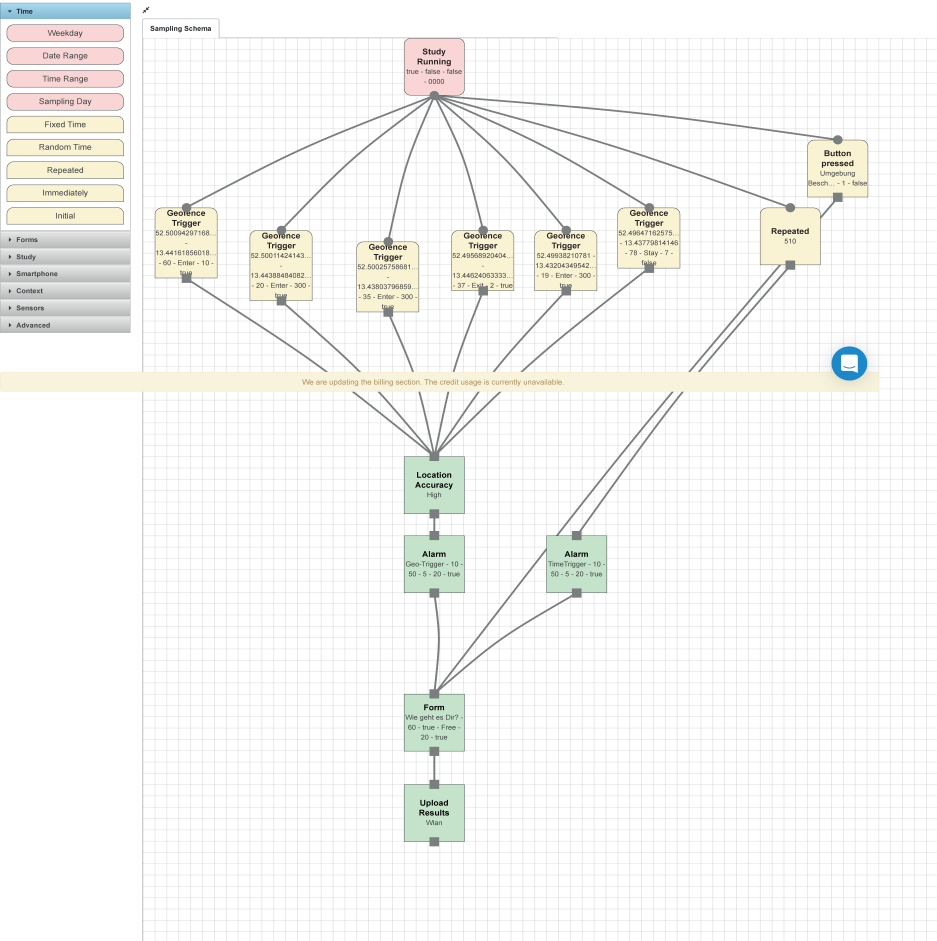 Time
Weekday
Date Range
Time Range
Sampling Day
Fixed Time
Random Time
Repeated
Immediately
Initial
Forms
Study
Smartphone
Context
Sensors
Advanced
Sampling Schema
Study
Running
true - false - false
- 0000
Button
pressed
Umgebung
Besch... - 1 - false
Geofence
Trigger
52.50094297168...
-
13.44161856018...
- 60 - Enter - 10 -
true
Geofence
Trigger
52.50011424143...
-
13.44388484082...
- 20 - Enter - 300 -
true
Geofence
Trigger
52.50025758681...
-
13.43803796859...
- 35 - Enter - 300 -
true
Geofence
Trigger
52.49568920404...
-
13.44624063333...
- 37 - Exit - 2 - true
Geofence
Trigger
52.49938210781 -
13.43204349542...
- 19 - Enter - 300 -
true
Geofence
Trigger
52.49647162575...
- 13.43779814146
- 78 - Stay - 7 -
false
Repeated
510
We are updating the billing section. The credit usage is currently unavailable.
Location
Accuracy
High
Alarm
Geo-Trigger - 10 -
50 - 5 - 20 - true
Alarm
TimeTrigger - 10 -
50 - 5 - 20 - true
Form
Wie geht es Dir? -
60 - true - Free -
20 - true
Upload
Results
Wlan